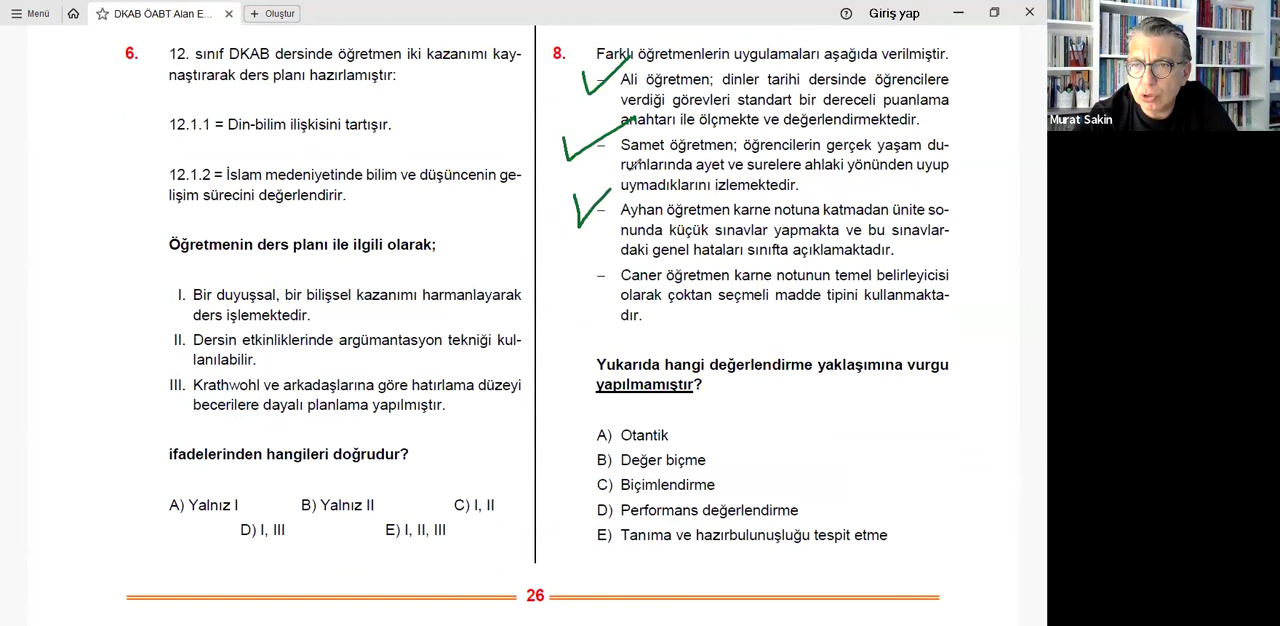 Menü
DKAB ÖABT Alan E...
Oluştur
Giriş yap
6. 12. sınıf DKAB dersinde öğretmen iki kazanımı kay-
naştırarak ders planı hazırlamıştır:
12.1.1 = Din-bilim ilişkisini tartışır.
12.1.2 = İslam medeniyetinde bilim ve düşüncenin ge-
lişim sürecini değerlendirir.
Öğretmenin ders planı ile ilgili olarak;
I. Bir duyuşsal, bir bilişsel kazanımı harmanlayarak
ders işlemektedir.
II. Dersin etkinliklerinde argümantasyon tekniği kul-
lanılabilir.
III. Krathwohl ve arkadaşlarına göre hatırlama düzeyi
becerilere dayalı planlama yapılmıştır.
ifadelerinden hangileri doğrudur?
A) Yalnız I B) Yalnız II C) I, II
D) I, III E) I, II, III
8. Farklı öğretmenlerin uygulamaları aşağıda verilmiştir.
– Ali öğretmen; dinler tarihi dersinde öğrencilere
verdiği görevleri standart bir dereceli puanlama
anahtarı ile ölçmekte ve değerlendirmektedir.
– Samet öğretmen; öğrencilerin gerçek yaşam du-
rumlarında ayet ve surelere ahlaki yönünden uyup
uymadıklarını izlemektedir.
– Ayhan öğretmen karne notuna katmadan ünite so-
nunda küçük sınavlar yapmakta ve bu sınavlar-
daki genel hataları sınıfta açıklamaktadır.
– Caner öğretmen karne notunun temel belirleyicisi
olarak çoktan seçmeli madde tipini kullanmakta-
dır.
Yukarıda hangi değerlendirme yaklaşımına vurgu
yapılmamıştır?
A) Otantik
B) Değer biçme
C) Biçimlendirme
D) Performans değerlendirme
E) Tanıma ve hazırbulunuşluğu tespit etme
26
Murat Sakin